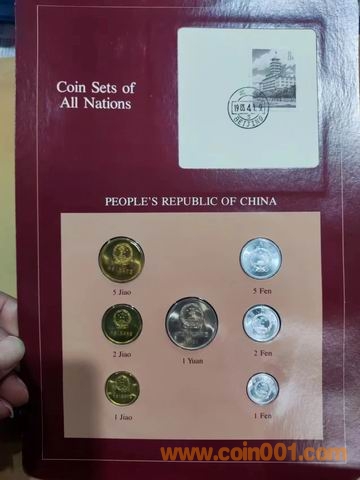 Coin Sets of
All Nations
BEIJING
PEOPLE'S REPUBLIC OF CHINA
5 Jiao
5 Fen
2 Jiao
1 Yuan
2 Fen
1 Jiao
1 Fen
www.coin001.com